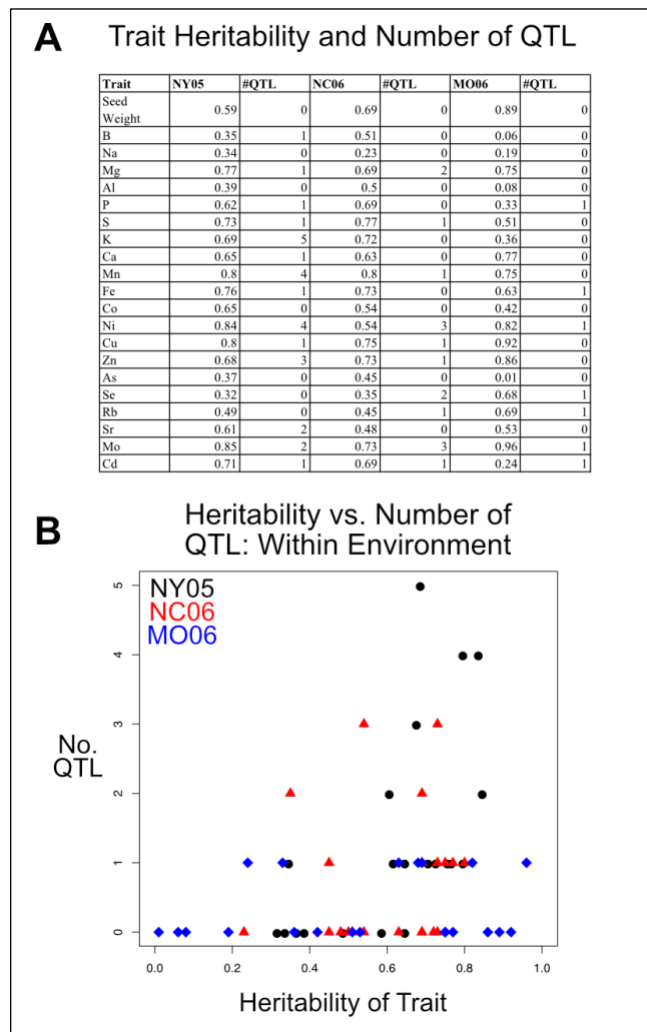 A Trait Heritability and Number of QTL
Trait NY05 #QTL NC06 #QTL MO06 #QTL
Seed
Weight 0.59 0 0.69 0 0.89 0
B 0.35 1 0.51 0 0.06 0
Na 0.34 0 0.23 0 0.19 0
Mg 0.77 1 0.69 2 0.75 0
Al 0.39 0 0.5 0 0.08 0
P 0.62 1 0.69 0 0.33 1
S 0.73 1 0.77 1 0.51 0
K 0.69 5 0.72 0 0.36 0
Ca 0.65 1 0.63 0 0.77 0
Mn 0.8 4 0.8 1 0.75 0
Fe 0.76 1 0.73 0 0.63 1
Co 0.65 0 0.54 0 0.42 0
Ni 0.84 4 0.54 3 0.82 1
Cu 0.8 1 0.75 1 0.92 0
Zn 0.68 3 0.73 1 0.86 0
As 0.37 0 0.45 0 0.01 0
Se 0.32 0 0.35 2 0.68 1
Rb 0.49 0 0.45 1 0.69 1
Sr 0.61 2 0.48 0 0.53 0
Mo 0.85 2 0.73 3 0.96 1
Cd 0.71 1 0.69 1 0.24 1
B Heritability vs. Number of
QTL: Within Environment
NY05
NC06
MO06
No.
QTL
5
4
3
2
1
0
0.0 0.2 0.4 0.6 0.8 1.0
Heritability of Trait